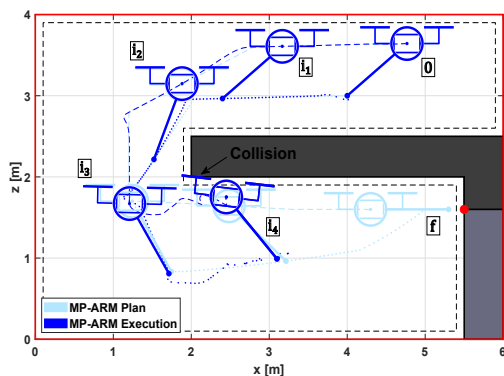 4
3
2
1
0
z [m]
i₂
i₁
0
i₃
Collision
i₄
f
MP-ARM Plan
MP-ARM Execution
0 1 2 3 4 5 6
x [m]